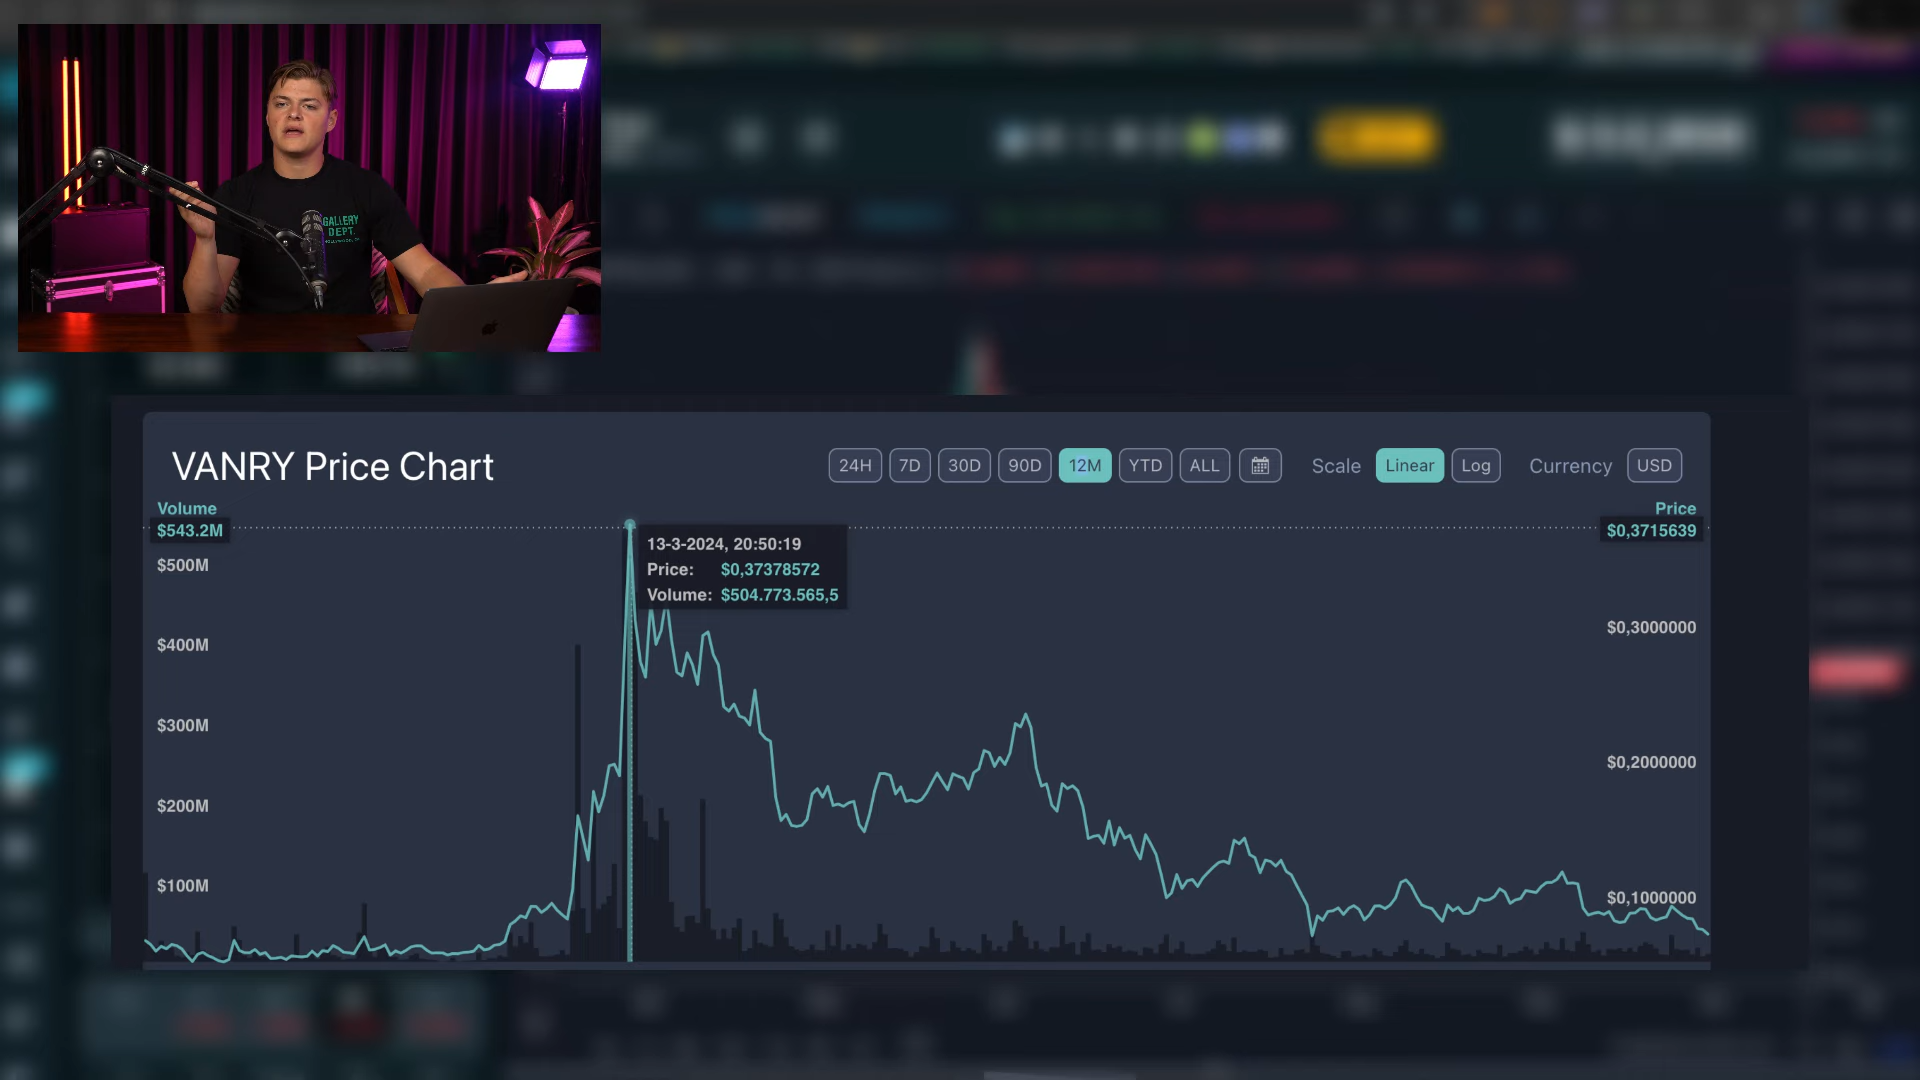 GALLERY
DEPT.
HOLLYWOOD, CA
VANRY Price Chart
24H 7D 30D 90D 12M YTD ALL Scale Linear Log Currency USD
Volume
$543.2M
Price
$0,3715639
13-3-2024, 20:50:19
Price: $0,37378572
Volume: $504.773.565,5
$500M
$400M
$300M
$200M
$100M
$0,3000000
$0,2000000
$0,1000000